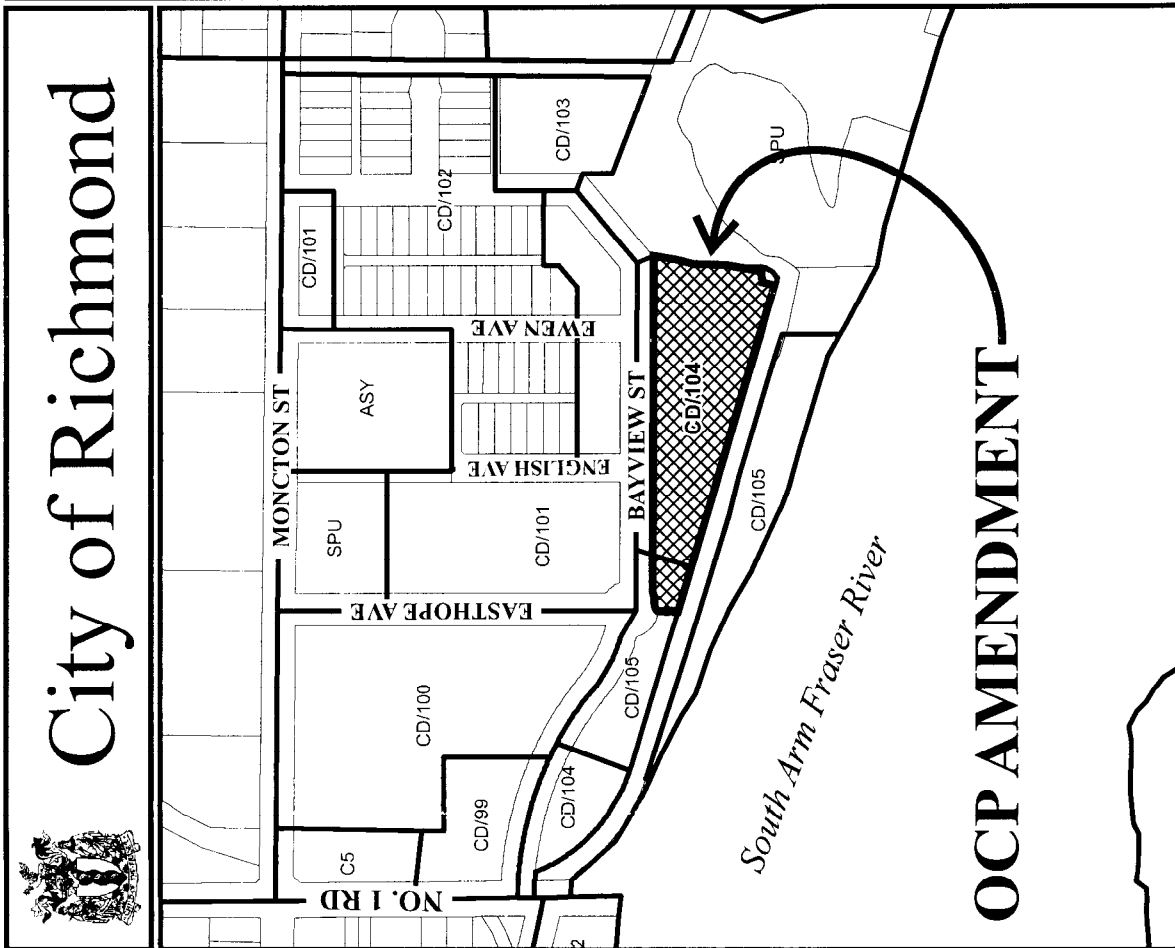 City of Richmond
MONCTON ST
C5
CD/99
NO. 1 RD
CD/100
EASTHOPE AVE
SPU
CD/101
ASY
ENGLISH AVE
EWEN AVE
CD/101
CD/102
CD/103
BAYVIEW ST
CD/104
CD/105
CD/104
CD/105
SPU
2
South Arm Fraser River
OCP AMENDMENT